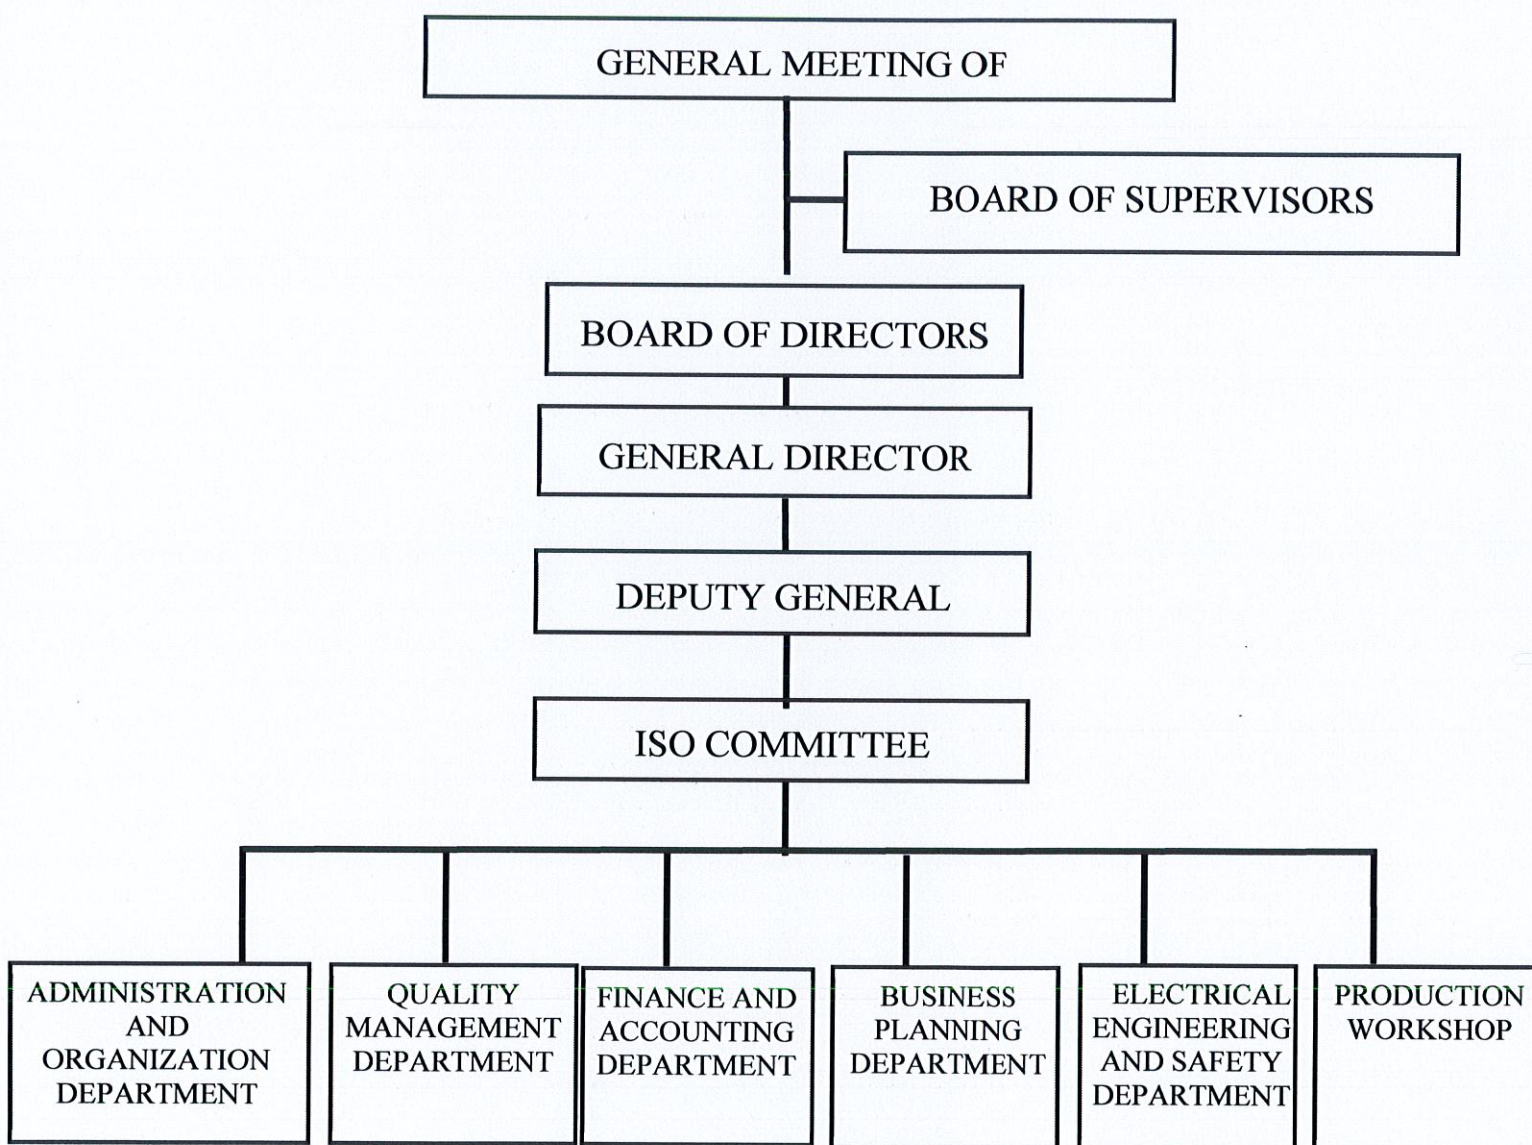 GENERAL MEETING OF
BOARD OF SUPERVISORS
BOARD OF DIRECTORS
GENERAL DIRECTOR
DEPUTY GENERAL
ISO COMMITTEE
ADMINISTRATION
AND
ORGANIZATION
DEPARTMENT
QUALITY
MANAGEMENT
DEPARTMENT
FINANCE AND
ACCOUNTING
DEPARTMENT
BUSINESS
PLANNING
DEPARTMENT
ELECTRICAL
ENGINEERING
AND SAFETY
DEPARTMENT
PRODUCTION
WORKSHOP